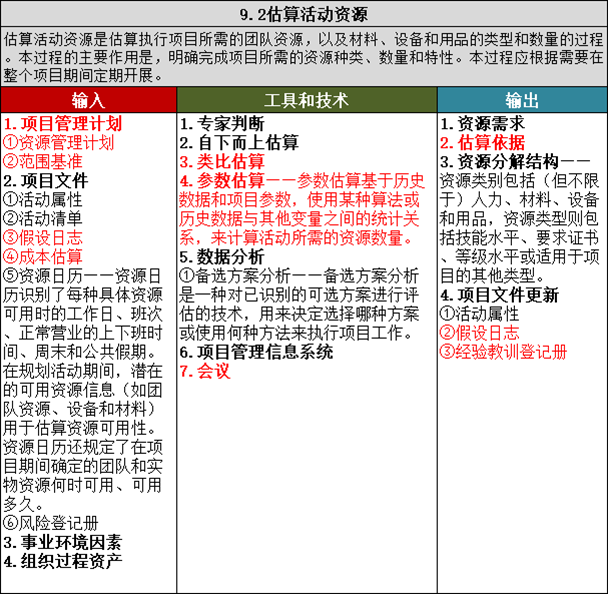 9.2估算活动资源
估算活动资源是估算执行项目所需的团队资源，以及材料、设备和用品的类型和数量的过程
。本过程的主要作用是，明确完成项目所需的资源种类、数量和特性。本过程应根据需要在
整个项目期间定期开展。
输入
1.项目管理计划
①资源管理计划
②范围基准
2.项目文件
①活动属性
②活动清单
③假设日志
④成本估算
⑤资源日历——资源日
历识别了每种具体资源
可用时的工作日、班次
、正常营业的上下班时
间、周末和公共假期。
在规划活动期间，潜在
的可用资源信息（如团
队资源、设备和材料）
用于估算资源可用性。
资源日历还规定了在项
目期间确定的团队和实
物资源何时可用、可用
多久。
⑥风险登记册
3.事业环境因素
4.组织过程资产
工具和技术
1.专家判断
2.自下而上估算
3.类比估算
4.参数估算——参数估算基于历史
数据和项目参数，使用某种算法或
历史数据与其他变量之间的统计关
系，来计算活动所需的资源数量。
5.数据分析
①备选方案分析——备选方案分析
是一种对已识别的可选方案进行评
估的技术，用来决定选择哪种方案
或使用何种方法来执行项目工作。
6.项目管理信息系统
7.会议
输出
1.资源需求
2.估算依据
3.资源分解结构——
资源类别包括（但不限
于）人力、材料、设备
和用品，资源类型则包
括技能水平、要求证书
、等级水平或适用于项
目的其他类型。
4.项目文件更新
①活动属性
②假设日志
③经验教训登记册